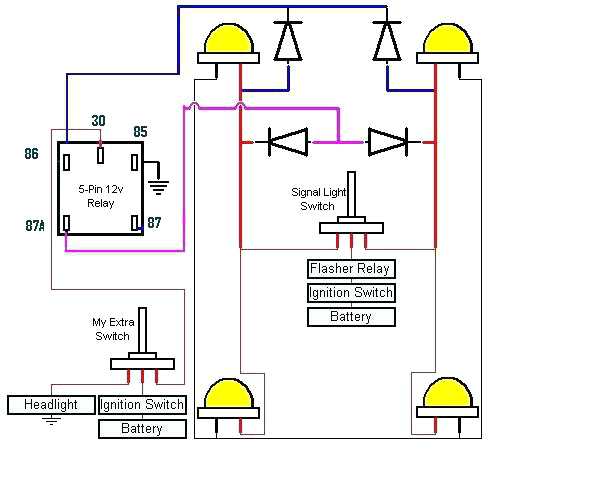 30
85
86
5-Pin 12v
Relay
87A
87
Signal Light
Switch
Flasher Relay
Ignition Switch
Battery
My Extra
Switch
Headlight
Ignition Switch
Battery